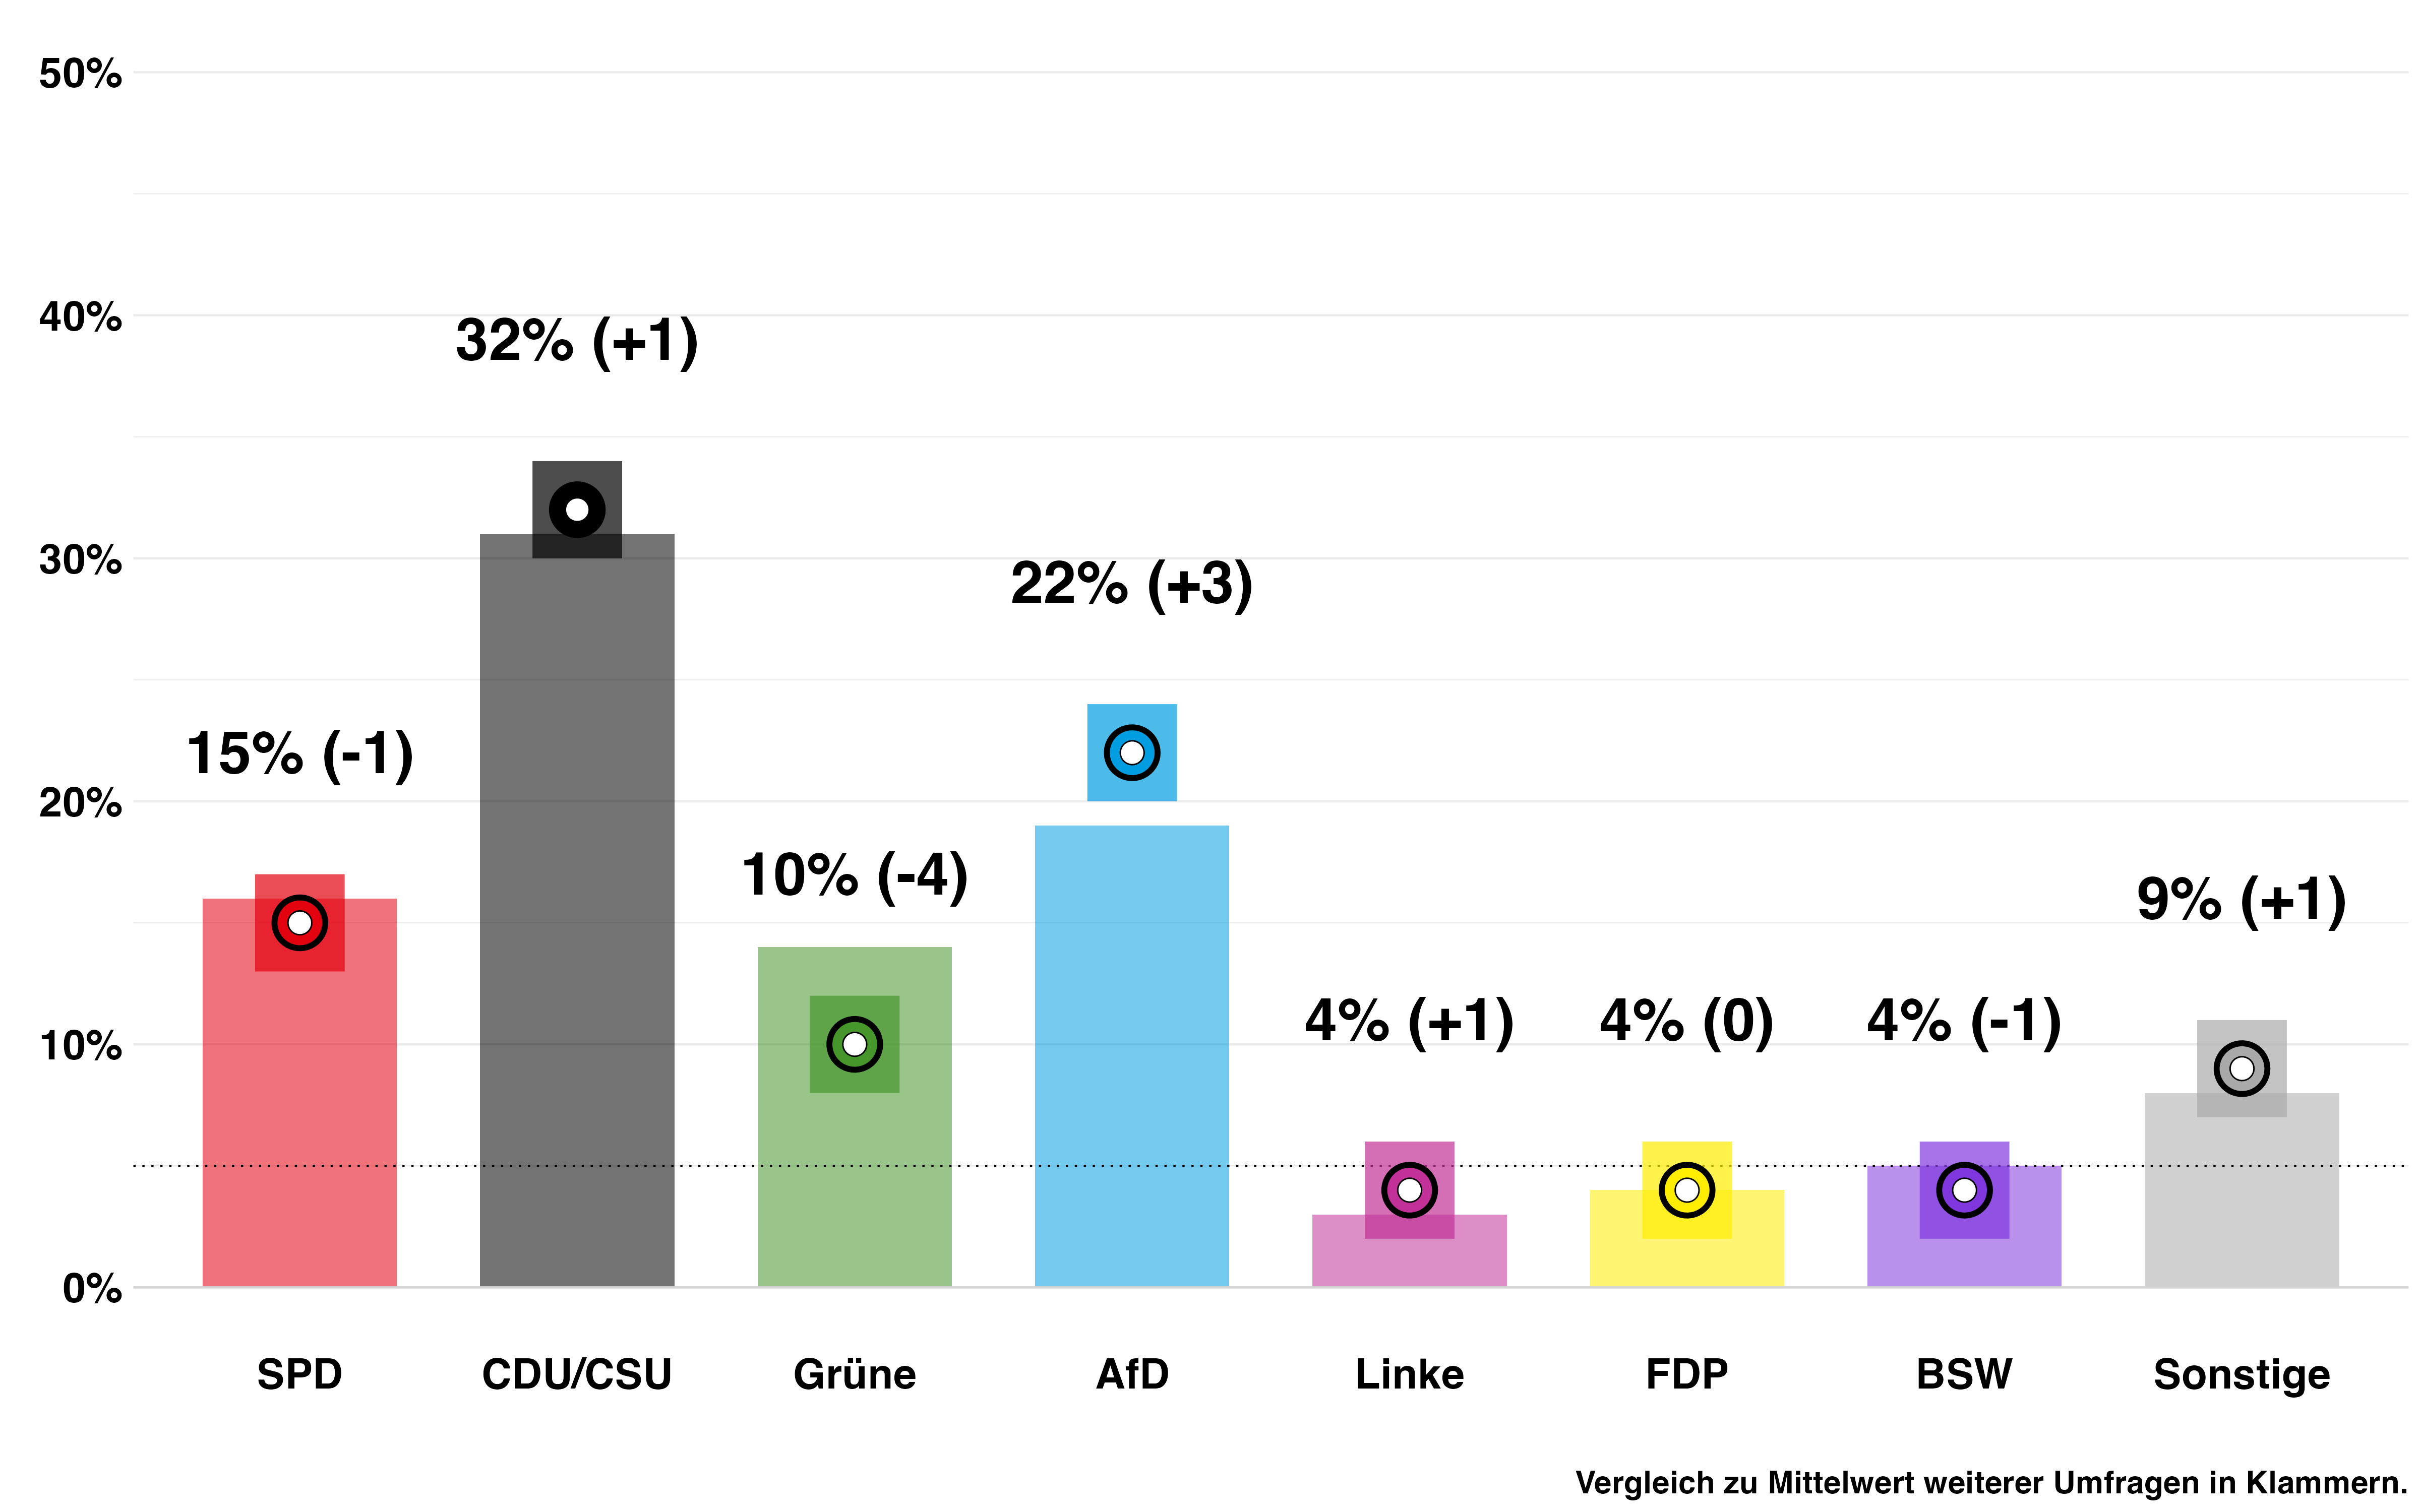 50%
40%
30%
20%
10%
0%
15% (-1)
32% (+1)
10% (-4)
22% (+3)
4% (+1)
4% (0)
4% (-1)
9% (+1)
SPD
CDU/CSU
Grüne
AfD
Linke
FDP
BSW
Sonstige
Vergleich zu Mittelwert weiterer Umfragen in Klammern.